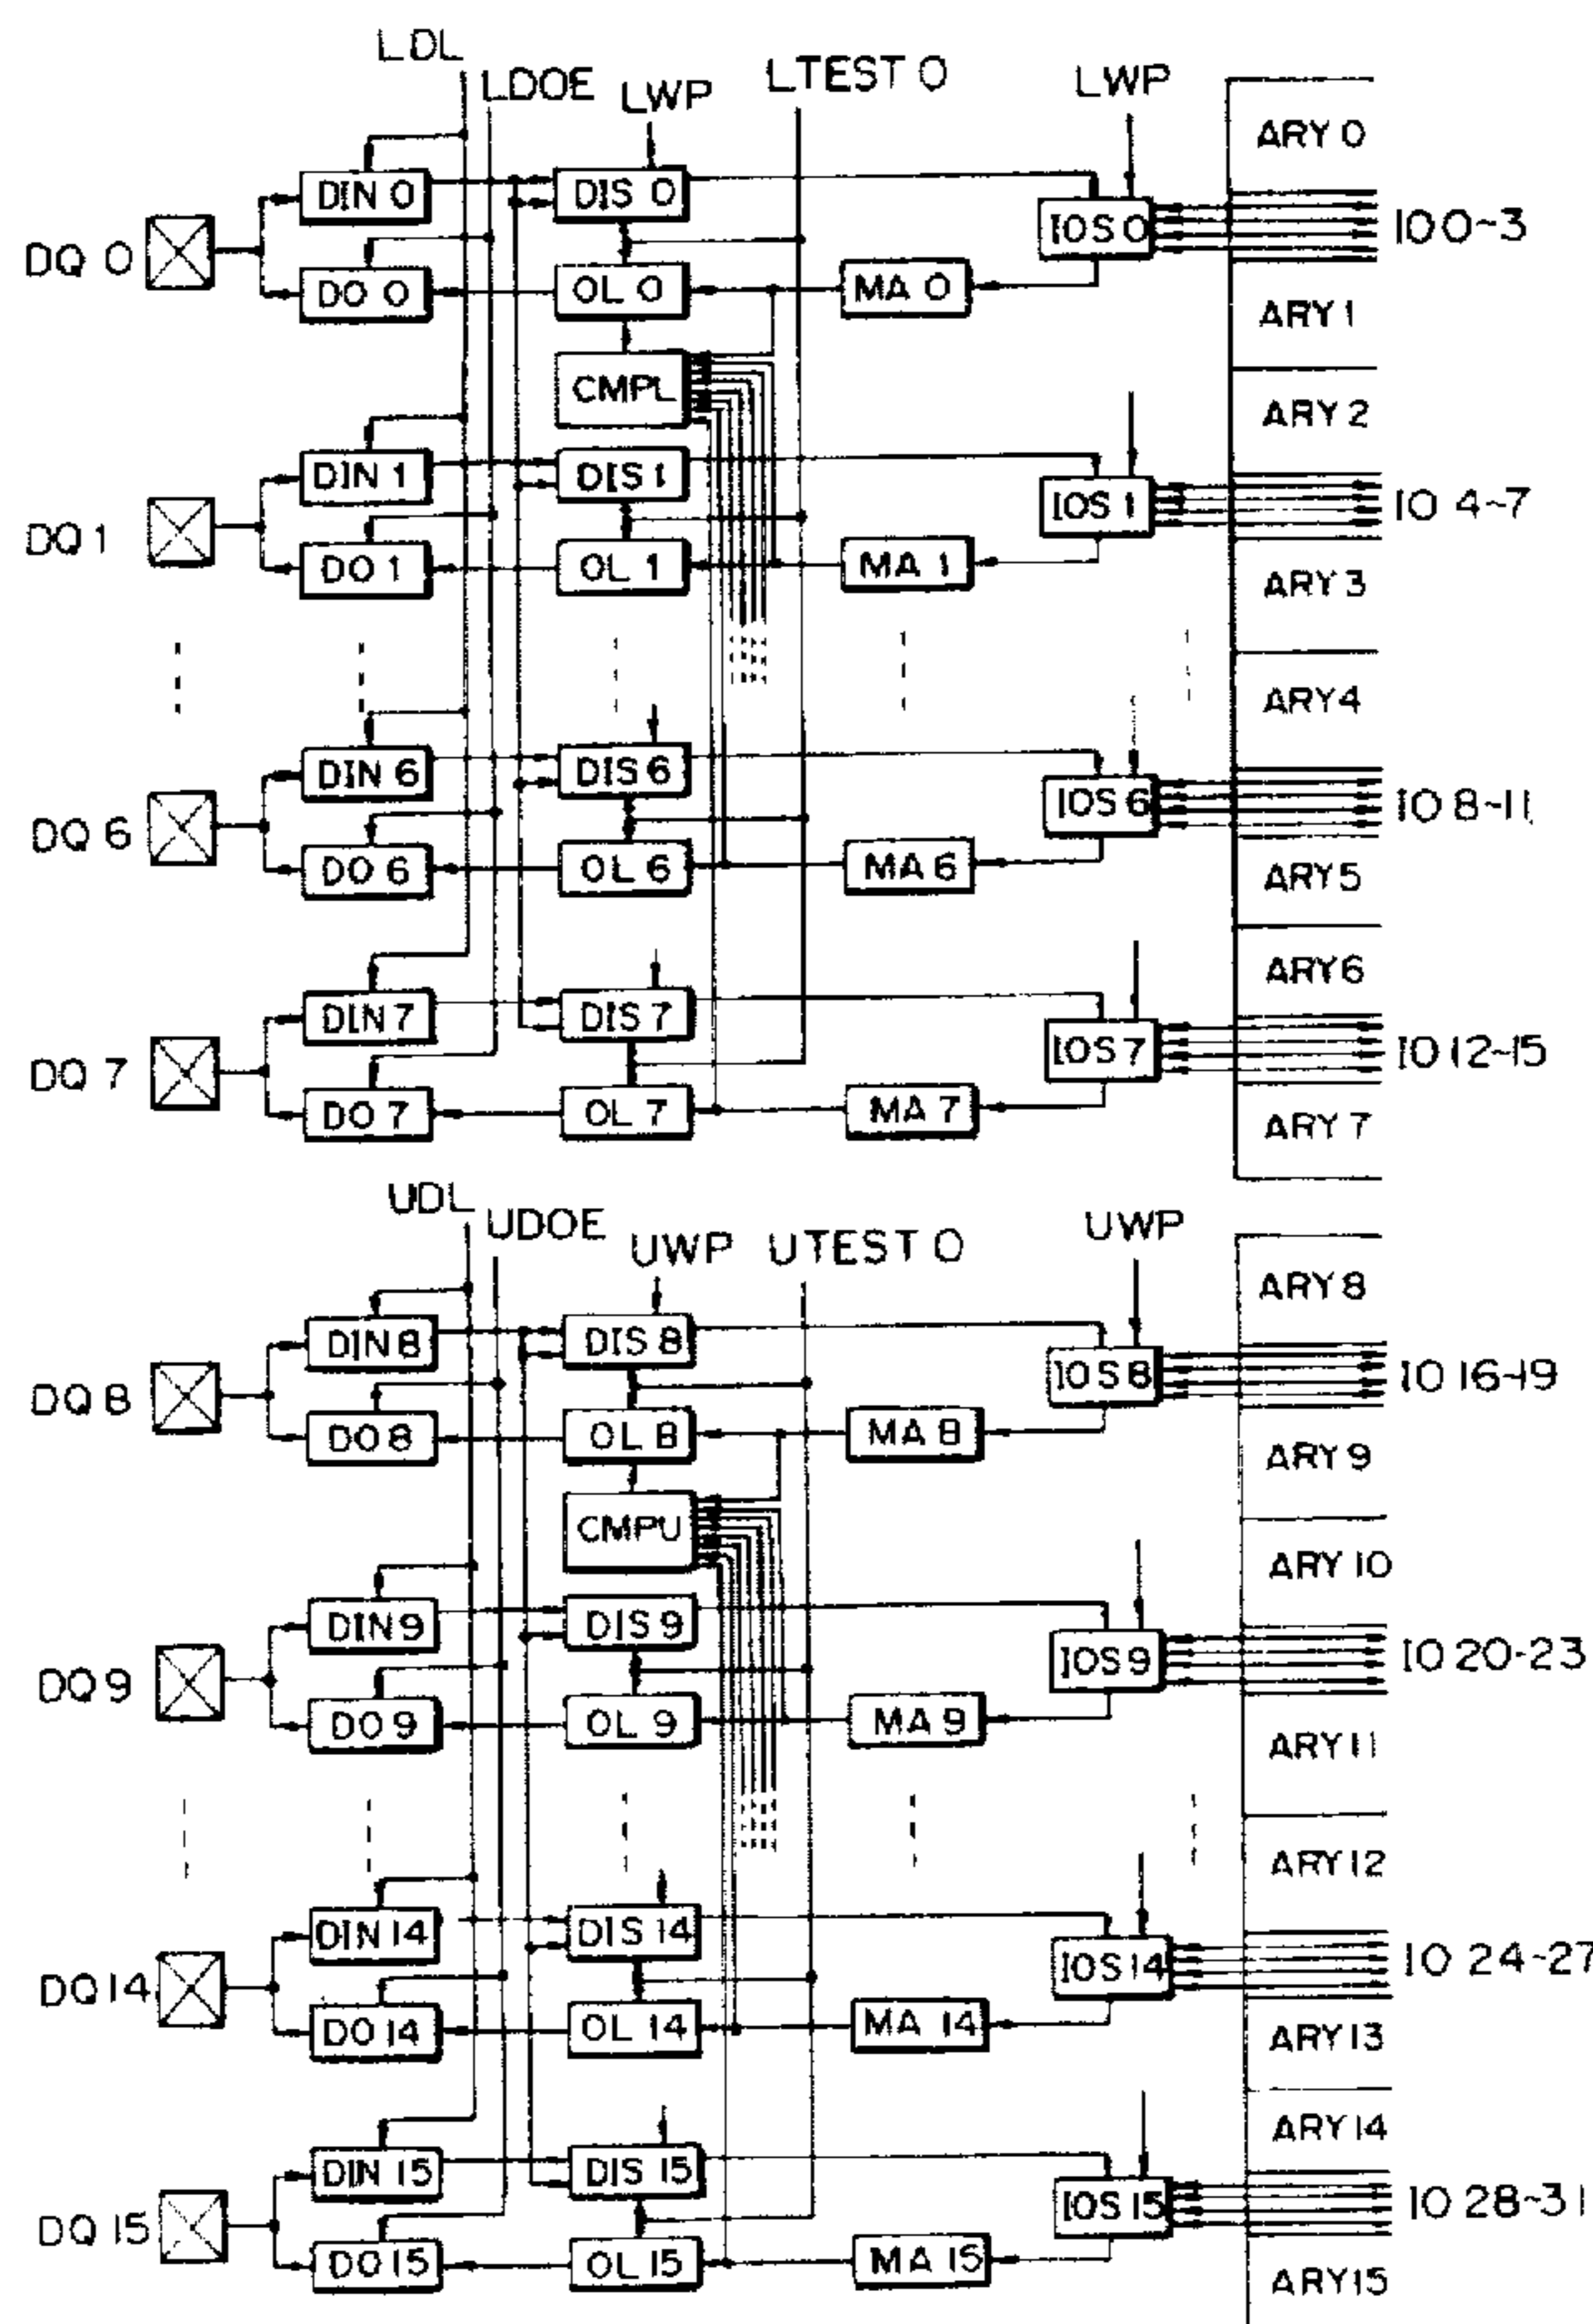 LDL
LDOE
LWP
LTEST 0
LWP
ARY 0
DIN 0
DIS 0
IOS 0
IO 0~3
DQ 0
DO 0
OL 0
MA 0
ARY 1
CMPL
ARY 2
DIN 1
DIS 1
IOS 1
IO 4~7
DQ 1
DO 1
OL 1
MA 1
ARY 3
ARY 4
DIN 6
DIS 6
IOS 6
IO 8~11
DQ 6
DO 6
OL 6
MA 6
ARY 5
ARY 6
DIN 7
DIS 7
IOS 7
IO 12~15
DQ 7
DO 7
OL 7
MA 7
ARY 7
UDL
UDOE
UWP
UTEST 0
UWP
ARY 8
DIN 8
DIS 8
IOS 8
IO 16~19
DQ 8
DO 8
OL 8
MA 8
ARY 9
CMPU
ARY 10
DIN 9
DIS 9
IOS 9
IO 20-23
DQ 9
DO 9
OL 9
MA 9
ARY 11
ARY 12
DIN 14
DIS 14
IOS 14
IO 24~27
DQ 14
DO 14
OL 14
MA 14
ARY 13
ARY 14
DIN 15
DIS 15
IOS 15
IO 28~31
DQ 15
DO 15
OL 15
MA 15
ARY 15